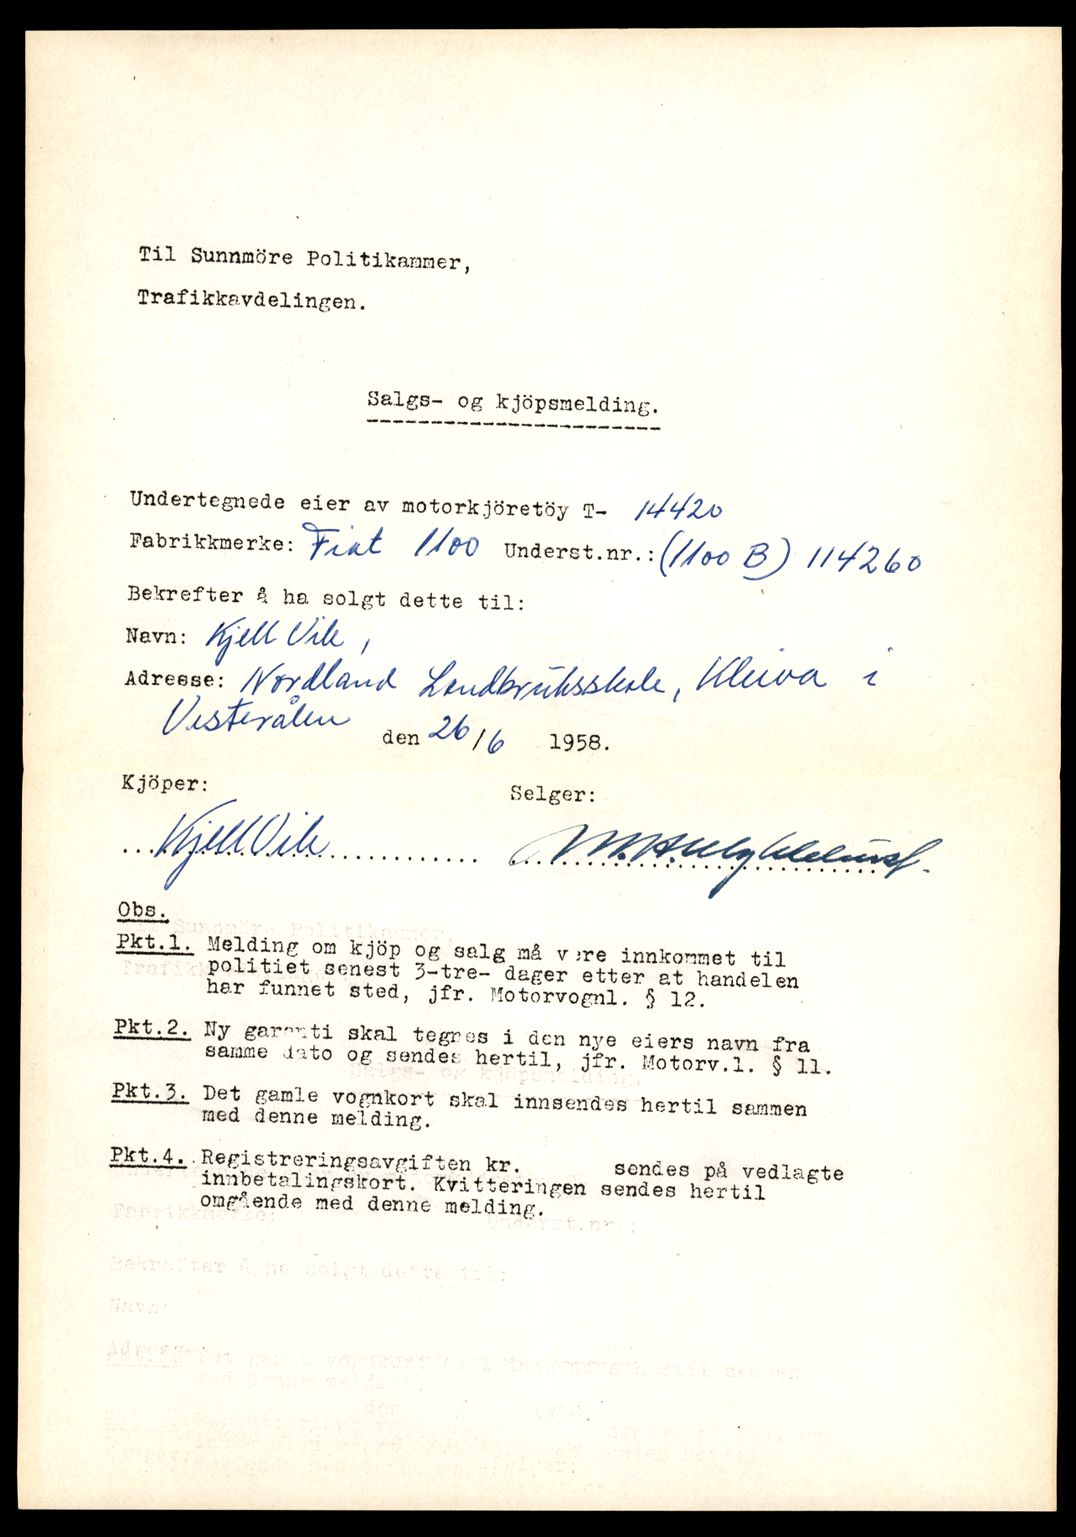 Til Sunnmöre Politikammer,
Trafikkavdelingen.
Salgs- og kjöpsmelding.
Undertegnede eier av motorkjöretöy T- 14420
Fabrikkmerke: Fiat 1100 Underst.nr.: (1100 B) 114260
Bekrefter å ha solgt dette til:
Navn: Kjell Vik,
Adresse: Nordland Landbruksskole, Kleiva i
Vesterålen
den 26/6 1958.
Kjöper:
Selger:
Kjell Vik
Obs.
Pkt.1. Melding om kjöp og salg må være innkommet til
politiet senest 3-tre- dager etter at handelen
har funnet sted, jfr. Motorvognl. § 12.
Pkt.2. Ny garanti skal tegnes i den nye eiers navn fra
samme dato og sendes hertil, jfr. Motorv.l. § 11.
Pkt.3. Det gamle vognkort skal innsendes hertil sammen
med denne melding.
Pkt.4. Registreringsavgiften kr. sendes på vedlagte
innbetalingskort. Kvitteringen sendes hertil
omgående med denne melding.